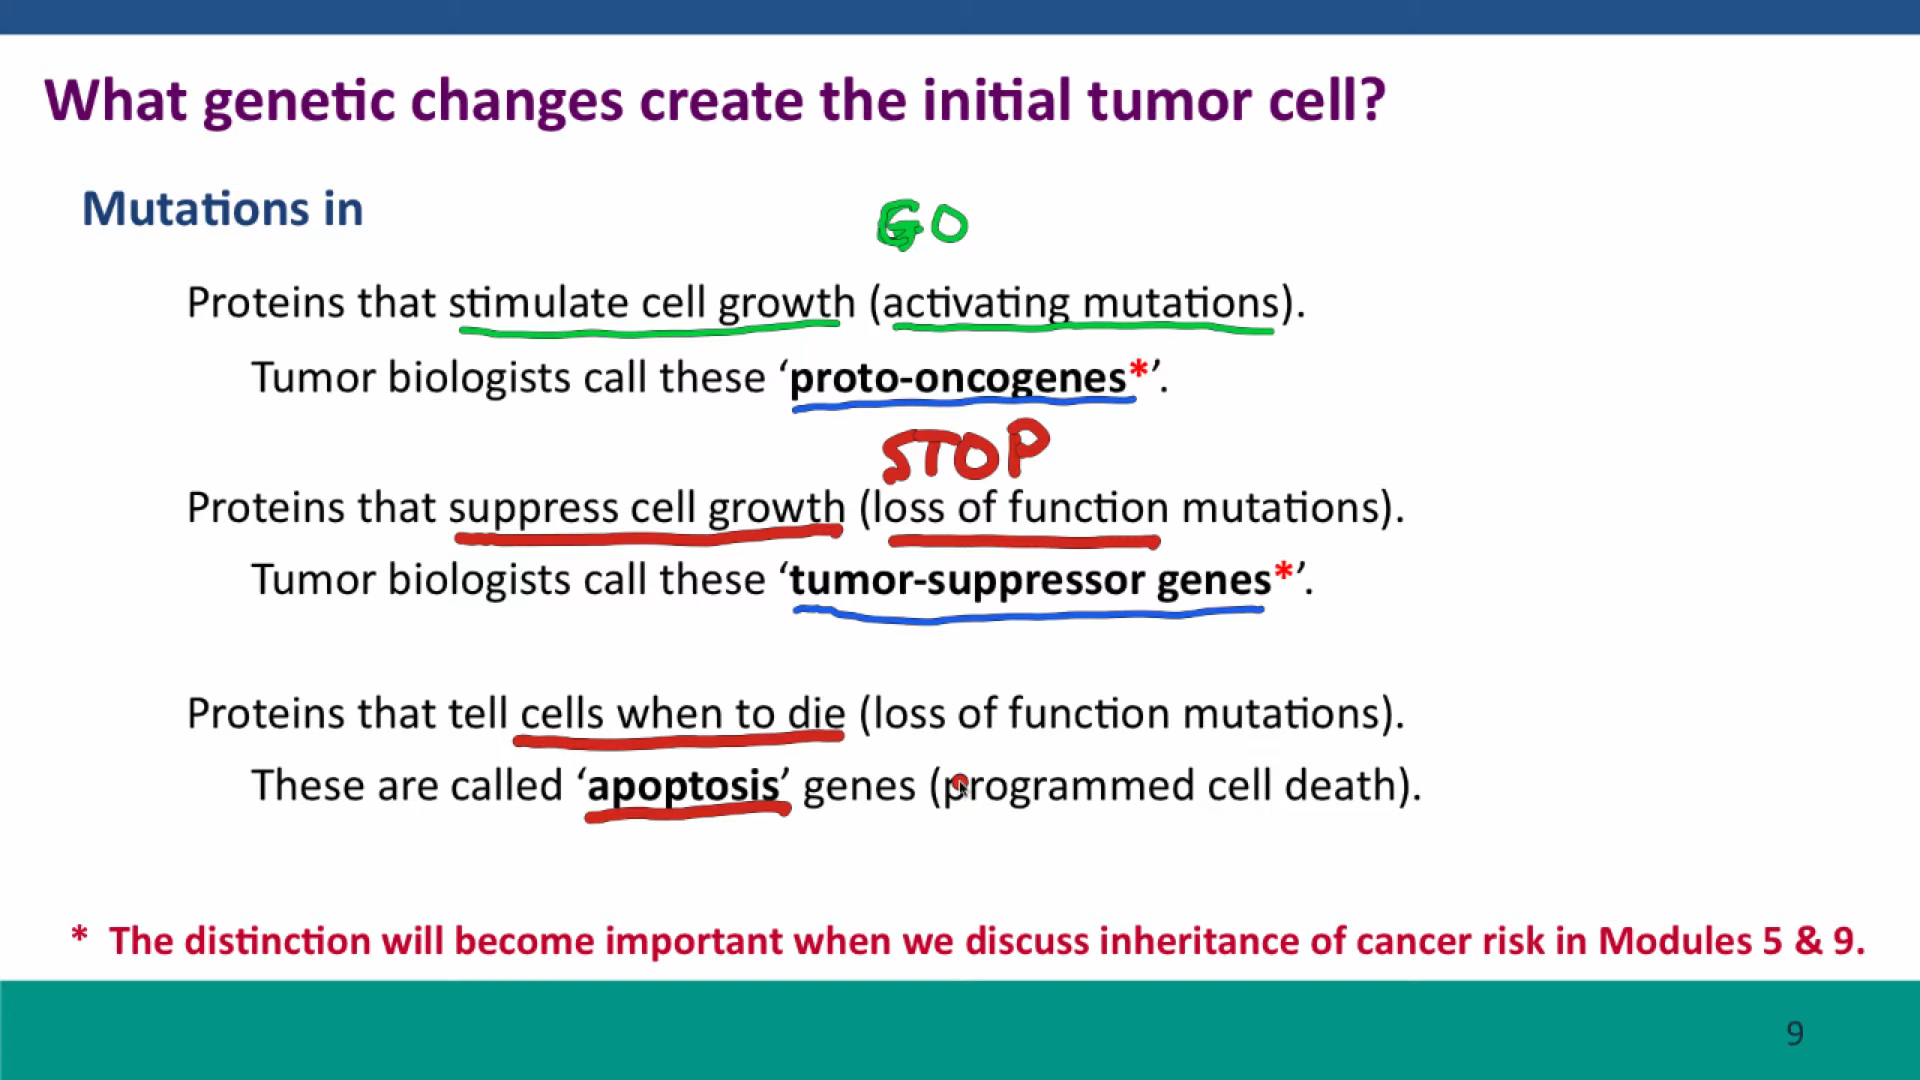 What genetic changes create the initial tumor cell?
Mutations in
GO
Proteins that stimulate cell growth (activating mutations).
Tumor biologists call these ‘proto-oncogenes*’.
STOP
Proteins that suppress cell growth (loss of function mutations).
Tumor biologists call these ‘tumor-suppressor genes*’.
Proteins that tell cells when to die (loss of function mutations).
These are called ‘apoptosis’ genes (programmed cell death).
* The distinction will become important when we discuss inheritance of cancer risk in Modules 5 & 9.
9